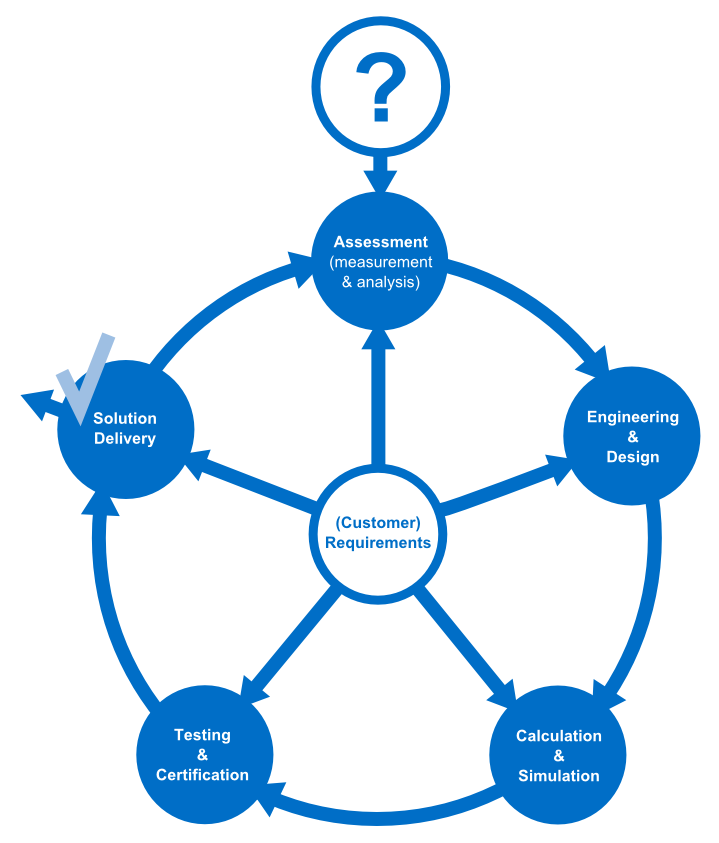 ?
Assessment
(measurement
& analysis)
Engineering
&
Design
Solution
Delivery
(Customer)
Requirements
Testing
&
Certification
Calculation
&
Simulation